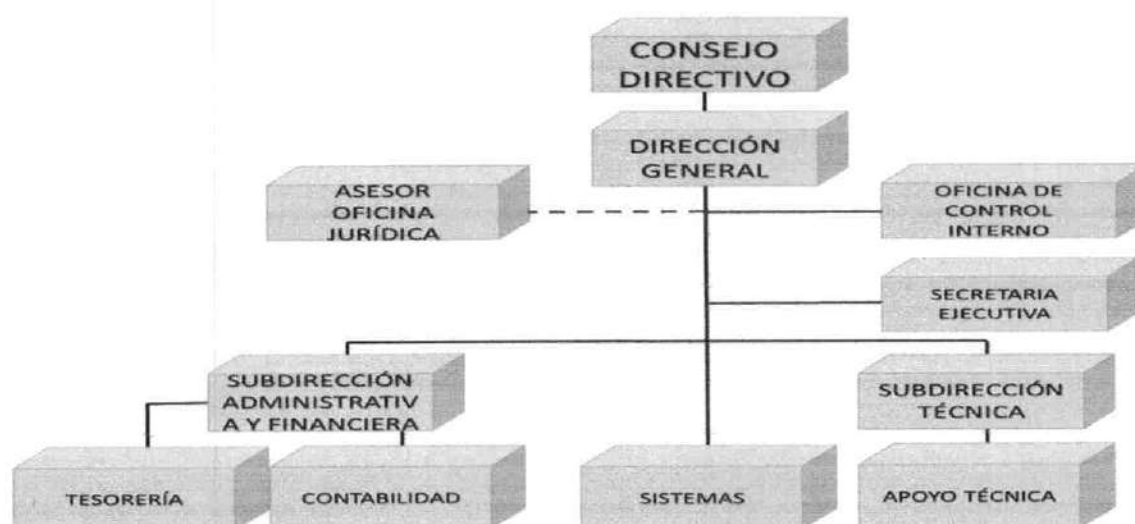 CONSEJO
DIRECTIVO
DIRECCIÓN
GENERAL
ASESOR
OFICINA
JURÍDICA
OFICINA DE
CONTROL
INTERNO
SECRETARIA
EJECUTIVA
SUBDIRECCIÓN
ADMINISTRATIV
A Y FINANCIERA
SUBDIRECCIÓN
TÉCNICA
TESORERÍA
CONTABILIDAD
SISTEMAS
APOYO TÉCNICA